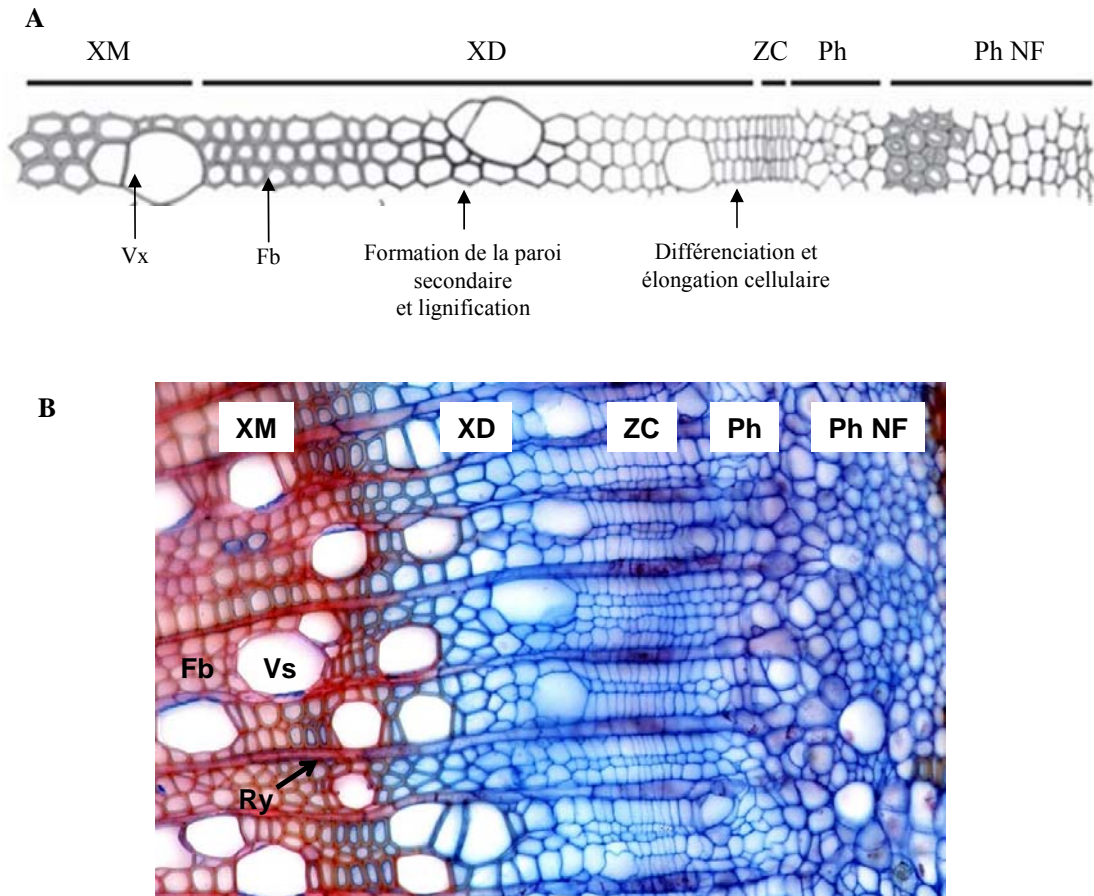 A
XM XD ZC Ph Ph NF
Vx Fb Formation de la paroi
secondaire
et lignification
Différenciation et
élongation cellulaire
B
XM XD ZC Ph Ph NF
Fb Vs
Ry